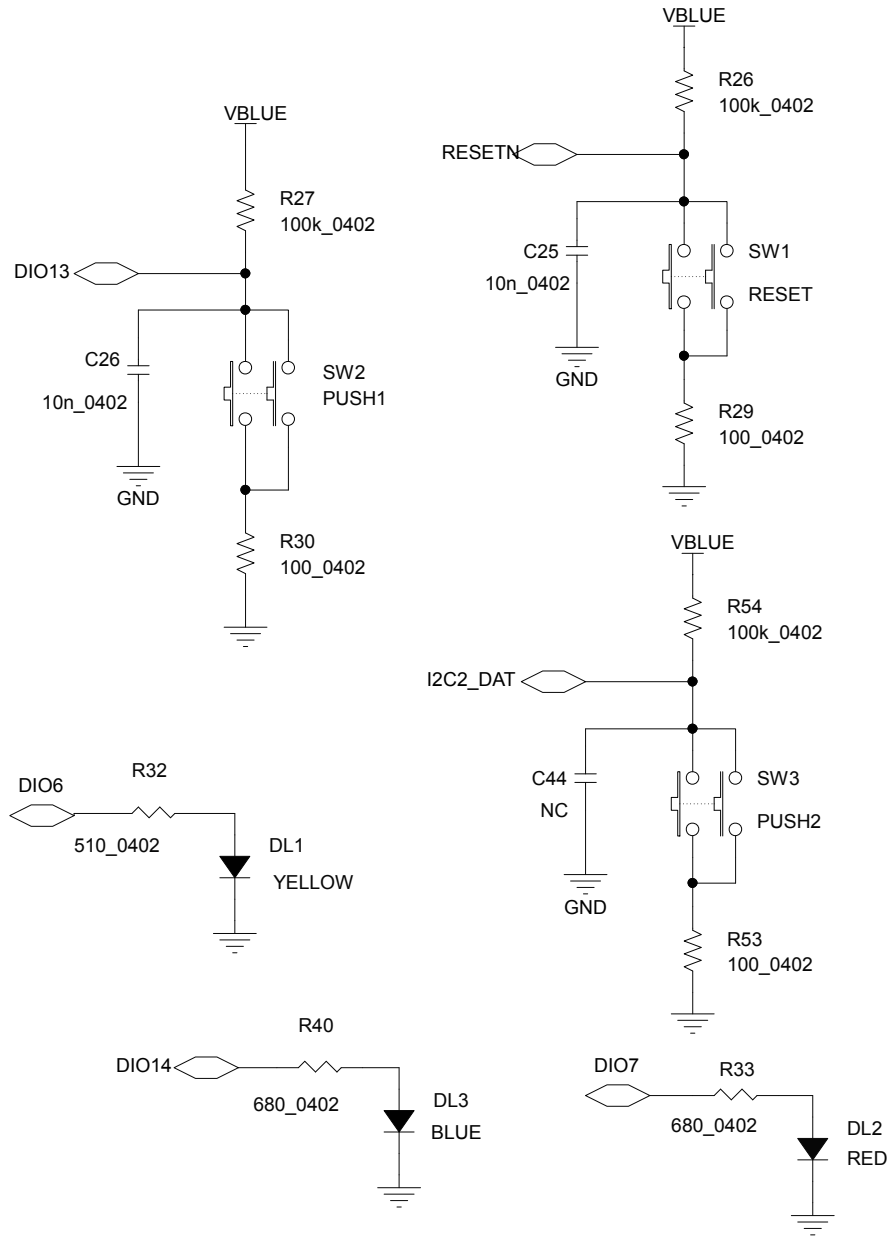 VBLUE
R26
100k_0402
RESETN
C25
10n_0402
SW1
RESET
GND
R29
100_0402
VBLUE
R27
100k_0402
DIO13
C26
10n_0402
SW2
PUSH1
GND
R30
100_0402
VBLUE
R54
100k_0402
I2C2_DAT
C44
NC
SW3
PUSH2
GND
R53
100_0402
DIO6
R32
510_0402
DL1
YELLOW
DIO14
R40
680_0402
DL3
BLUE
DIO7
R33
680_0402
DL2
RED